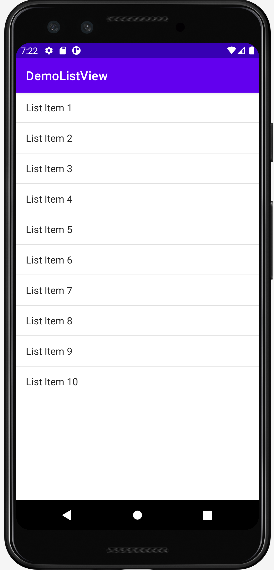 7:22
DemoListView
List Item 1
List Item 2
List Item 3
List Item 4
List Item 5
List Item 6
List Item 7
List Item 8
List Item 9
List Item 10